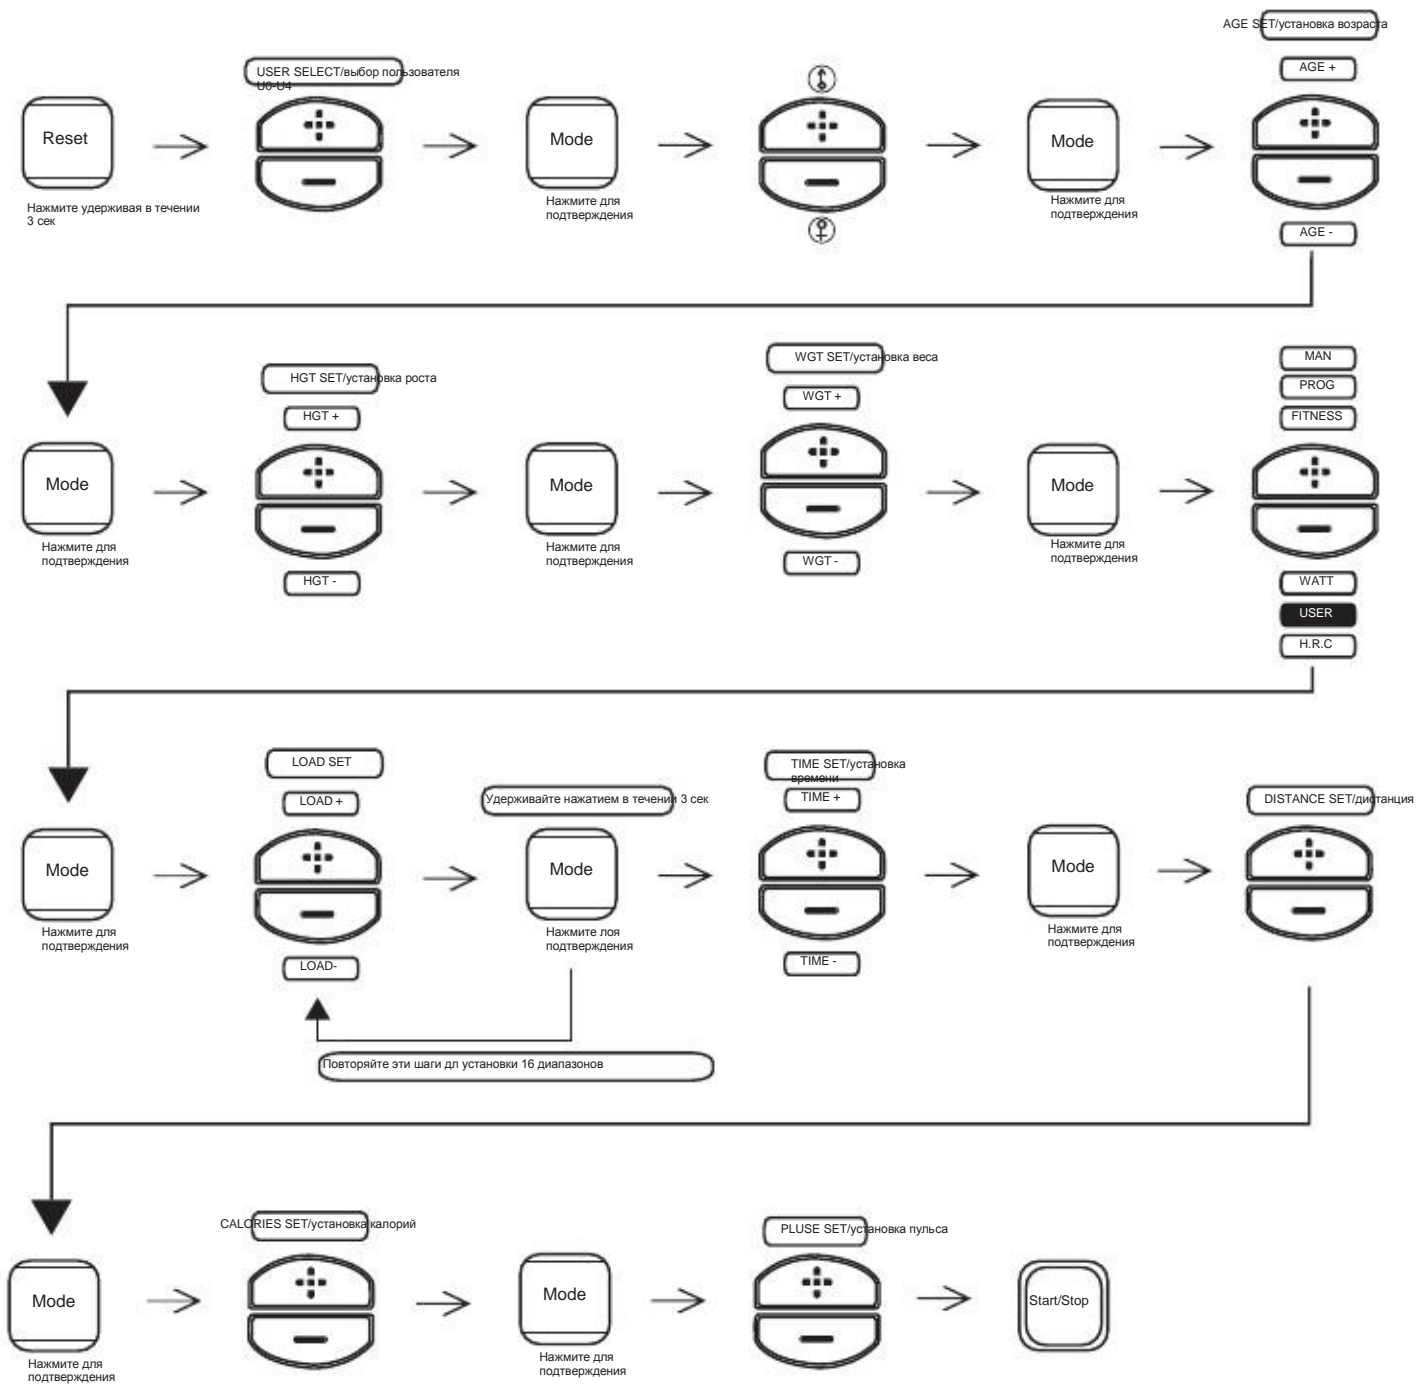 AGE SET/установка возраста
USER SELECT/выбор пользователя
U0-U4
AGE +
Reset
Mode
Mode
Нажмите удерживая в течении
3 сек
Нажмите для
подтверждения
Нажмите для
подтверждения
AGE -
HGT SET/установка роста
WGT SET/установка веса
MAN
PROG
FITNESS
HGT +
WGT +
Mode
Mode
Mode
Нажмите для
подтверждения
Нажмите для
подтверждения
Нажмите для
подтверждения
HGT -
WGT -
WATT
USER
H.R.C
LOAD SET
TIME SET/установка
времени
LOAD +
Удерживайте нажатием в течений 3 сек
TIME +
DISTANCE SET/дистанция
Mode
Mode
Mode
Нажмите для
подтверждения
Нажмите лоя
подтверждения
Нажмите для
подтверждения
LOAD-
TIME -
Повторяйте эти шаги дл установки 16 диапазонов
CALORIES SET/установка калорий
PLUSE SET/установка пульса
Mode
Mode
Start/Stop
Нажмите для
подтверждения
Нажмите для
подтверждения